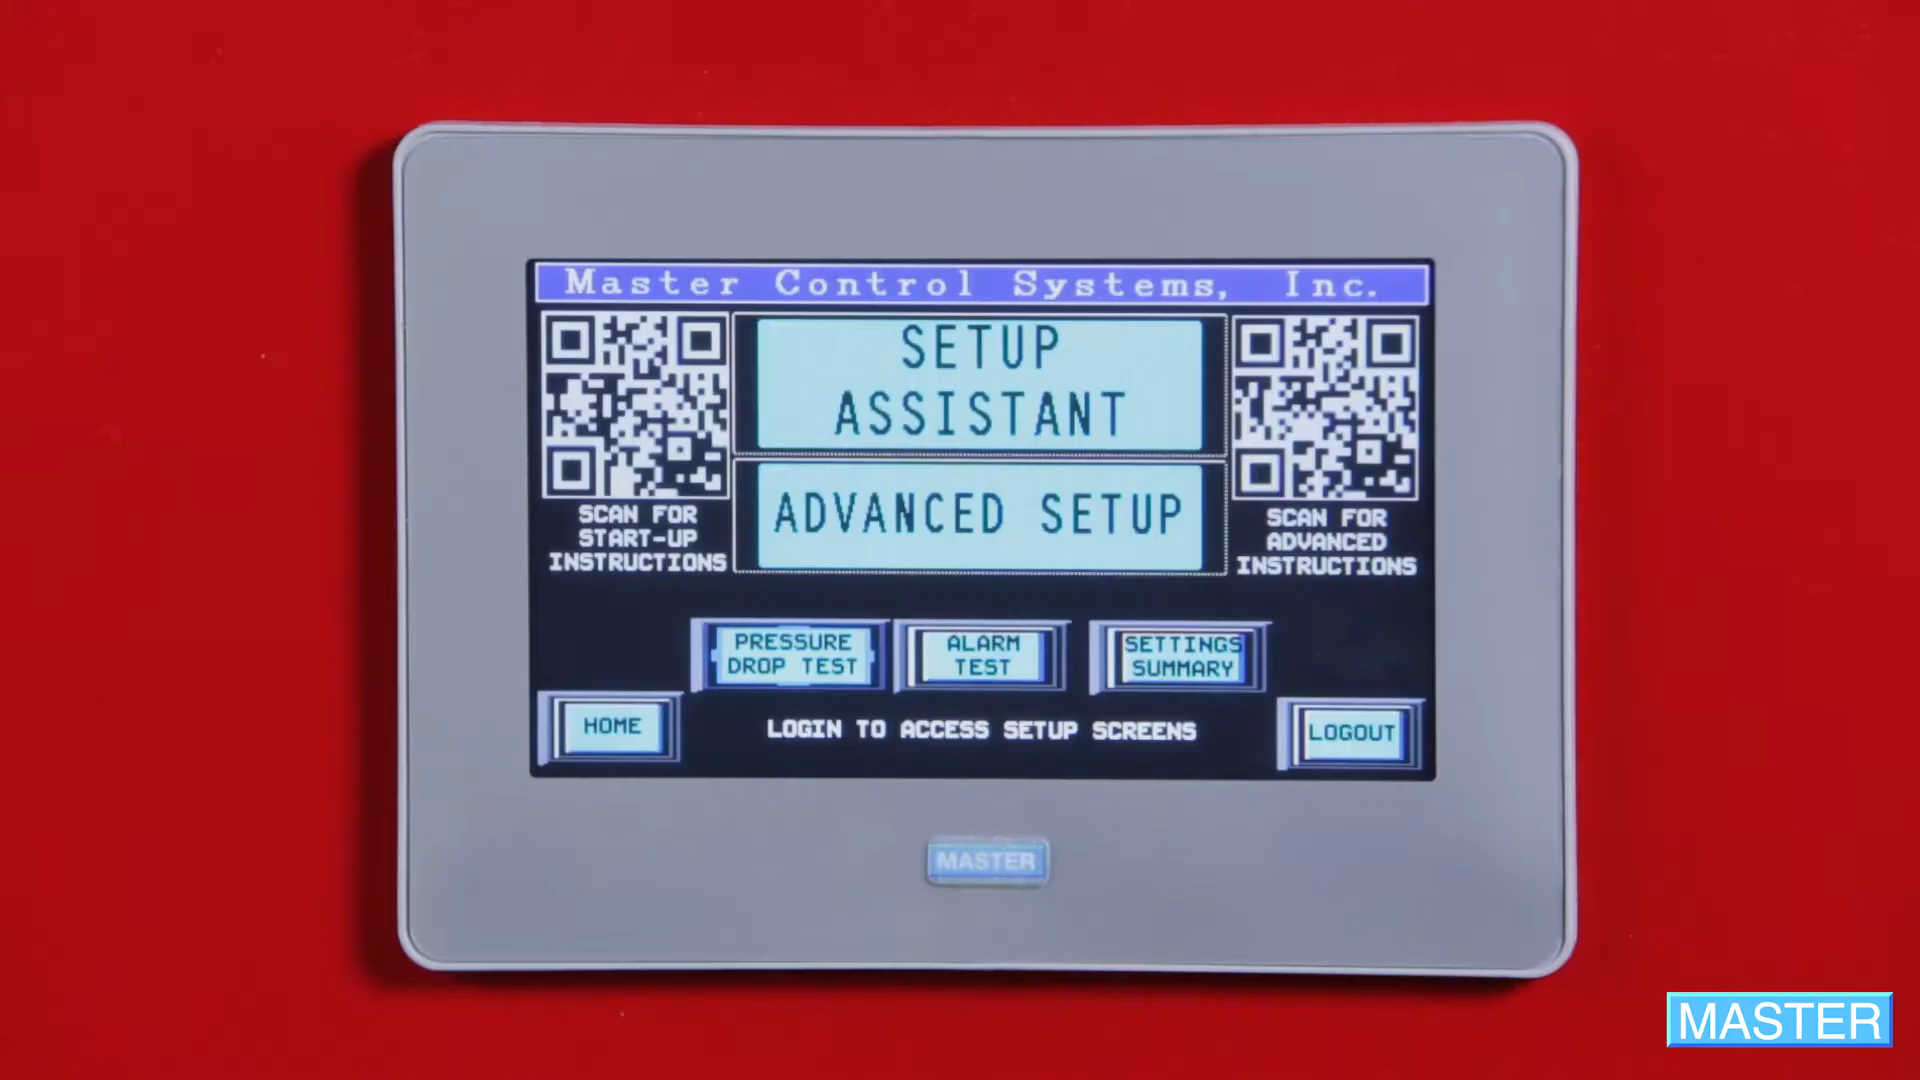 Master Control Systems, Inc.
SETUP
ASSISTANT
ADVANCED SETUP
SCAN FOR
START-UP
INSTRUCTIONS
SCAN FOR
ADVANCED
INSTRUCTIONS
PRESSURE
DROP TEST
ALARM
TEST
SETTINGS
SUMMARY
HOME
LOGIN TO ACCESS SETUP SCREENS
LOGOUT
MASTER
MASTER